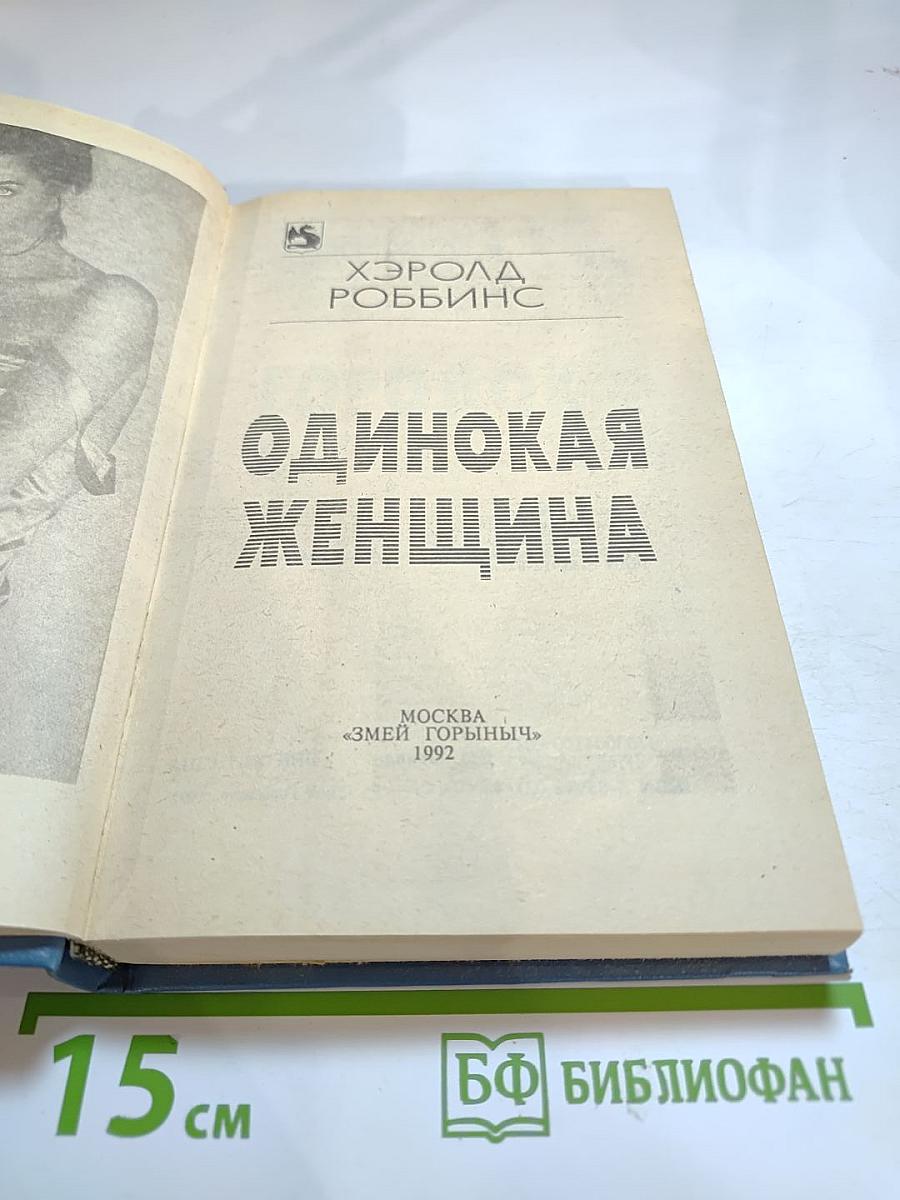 ХЭРОЛД
РОББИНС
ОДИНОКАЯ
ЖЕНЩИНА
МОСКВА
«ЗМЕЙ ГОРЫНЫЧ»
1992
15 см
БФ БИБЛИОФАН